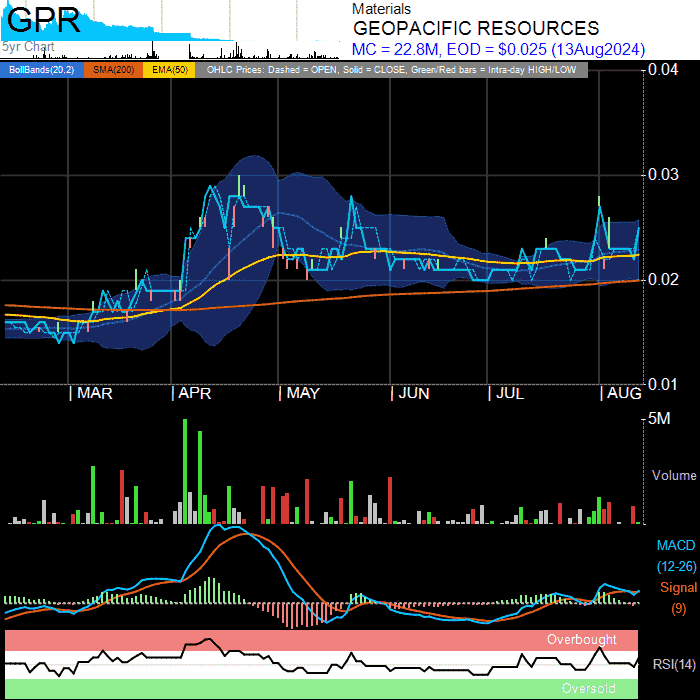 GPR
5yr Chart
Materials
GEOPACIFIC RESOURCES
MC = 22.8M, EOD = $0.025 (13Aug2024)
BollBands(20,2) SMA(200) EMA(50) OHLC Prices: Dashed = OPEN, Solid = CLOSE, Green/Red bars = Intra-day HIGH/LOW
0.04
0.03
0.02
0.01
| MAR | APR | MAY | JUN | JUL | AUG
5M
Volume
MACD
(12-26)
Signal
(9)
Overbought
RSI(14)
Oversold